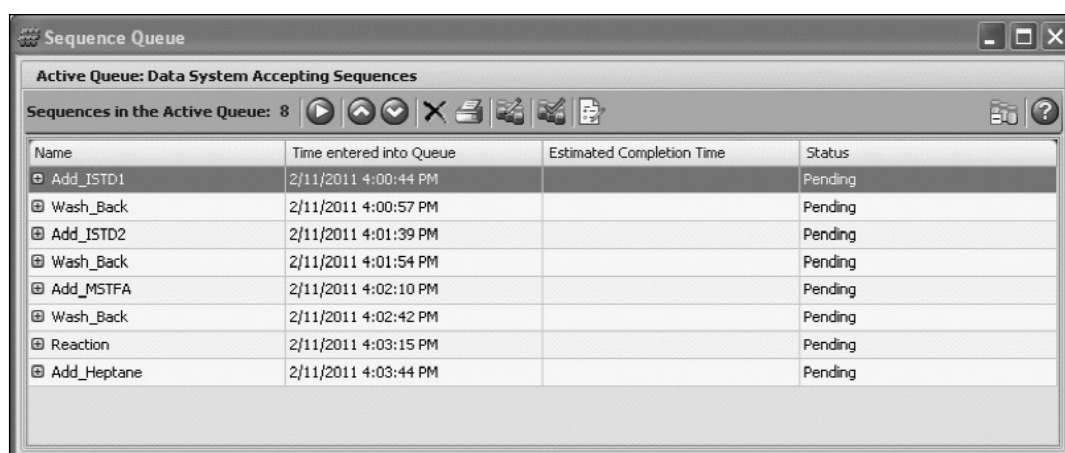 Sequence Queue
Active Queue: Data System Accepting Sequences
Sequences in the Active Queue: 8
Name Time entered into Queue Estimated Completion Time Status
Add_ISTD1 2/11/2011 4:00:44 PM Pending
Wash_Back 2/11/2011 4:00:57 PM Pending
Add_ISTD2 2/11/2011 4:01:39 PM Pending
Wash_Back 2/11/2011 4:01:54 PM Pending
Add_MSTFA 2/11/2011 4:02:10 PM Pending
Wash_Back 2/11/2011 4:02:42 PM Pending
Reaction 2/11/2011 4:03:15 PM Pending
Add_Heptane 2/11/2011 4:03:44 PM Pending